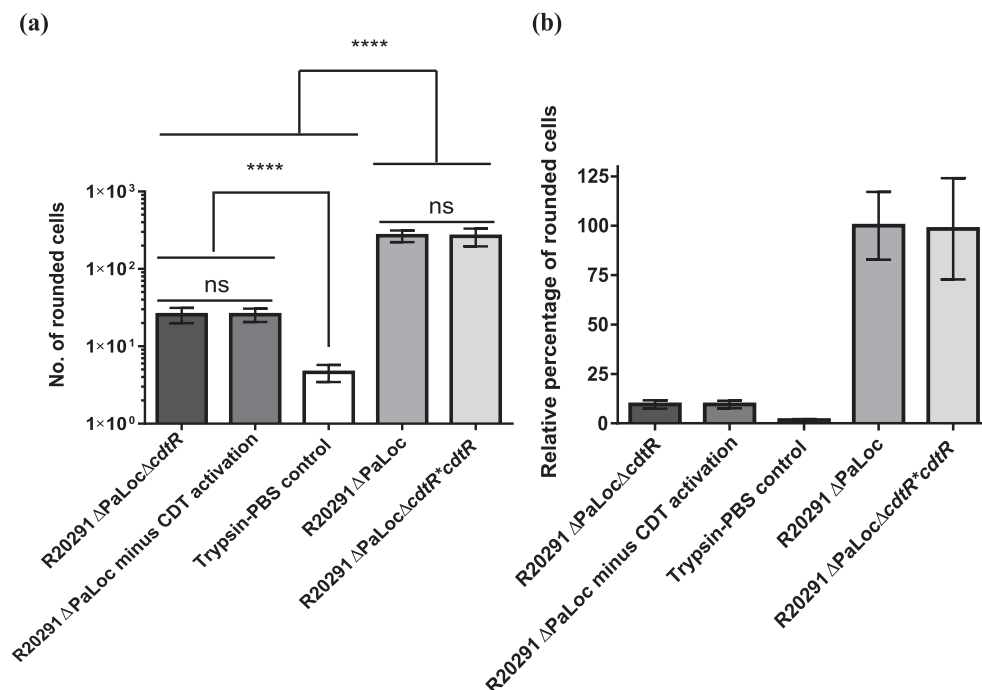 (a)
****
****
ns
ns
No. of rounded cells
1×10³
1×10²
1×10¹
1×10⁰
R20291 ΔPaLocΔcdtR
R20291 ΔPaLoc minus CDT activation
Trypsin-PBS control
R20291 ΔPaLoc
R20291 ΔPaLocΔcdtR*cdtR
(b)
Relative percentage of rounded cells
125
100
75
50
25
0
R20291 ΔPaLocΔcdtR
R20291 ΔPaLoc minus CDT activation
Trypsin-PBS control
R20291 ΔPaLoc
R20291 ΔPaLocΔcdtR*cdtR